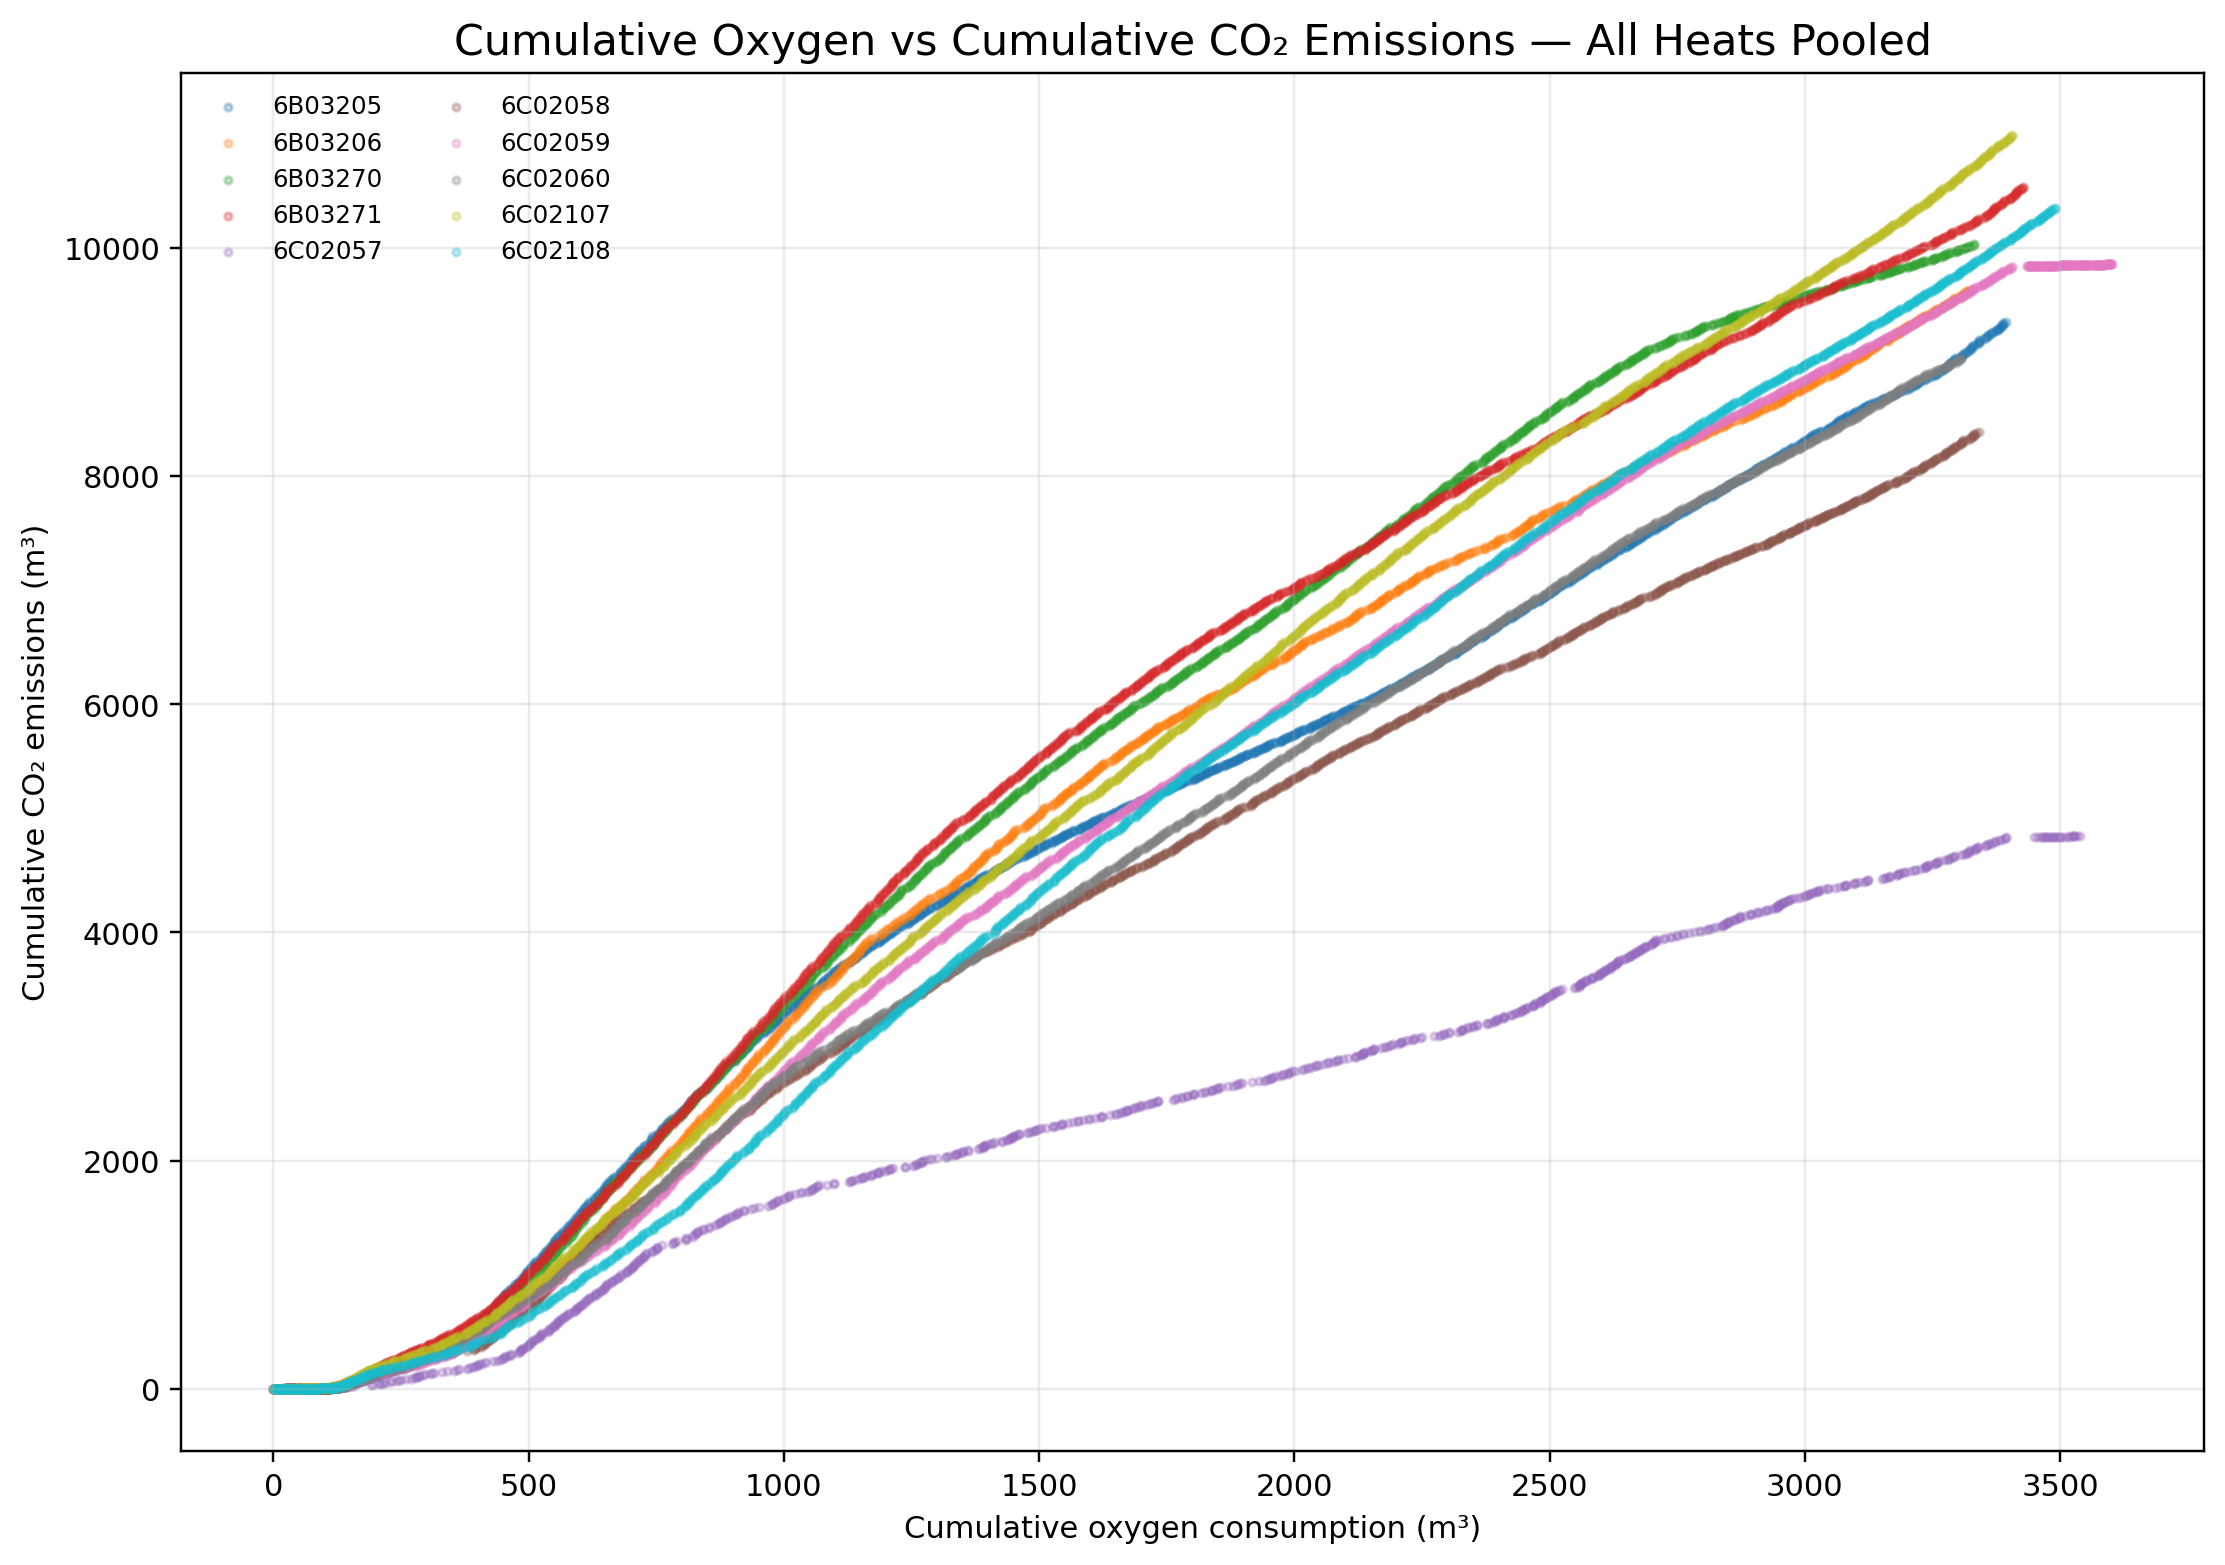 Cumulative Oxygen vs Cumulative CO₂ Emissions — All Heats Pooled
6B03205
6B03206
6B03270
6B03271
6C02057
6C02058
6C02059
6C02060
6C02107
6C02108
Cumulative CO₂ emissions (m³)
10000
8000
6000
4000
2000
0
0 500 1000 1500 2000 2500 3000 3500
Cumulative oxygen consumption (m³)